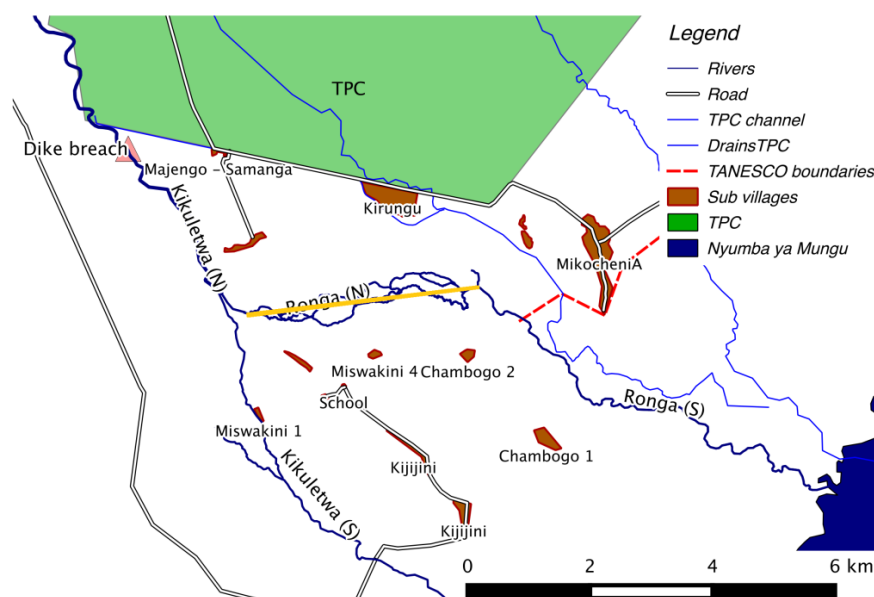 Legend
Rivers
Road
TPC channel
DrainsTPC
TANESCO boundaries
Sub villages
TPC
Nyumba ya Mungu
TPC
Dike breach
Majengo – Samanga
Kirungu
Kikuletwa (N)
MikocheniA
Ronga (N)
Miswakini 4
Chambogo 2
School
Ronga (S)
Miswakini 1
Chambogo 1
Kijijini
Kikuletwa (S)
Kijijini
0 2 4 6 km